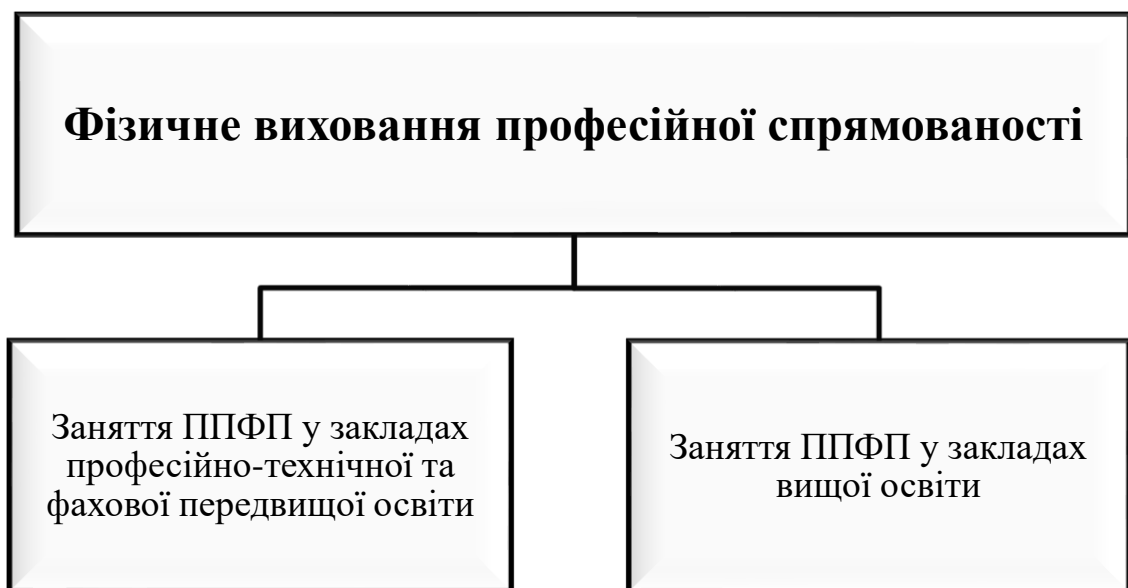 Фізичне виховання професійної спрямованості
Заняття ППФП у закладах
професійно-технічної та
фахової передвищої освіти
Заняття ППФП у закладах
вищої освіти